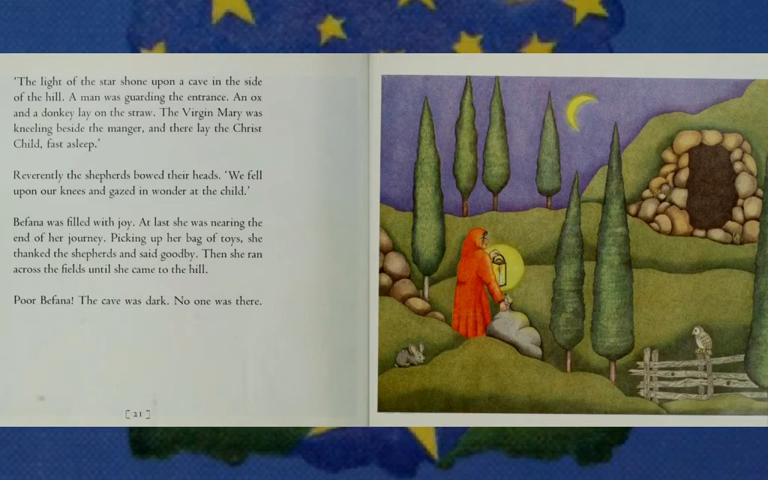 'The light of the star shone upon a cave in the side
of the hill. A man was guarding the entrance. An ox
and a donkey lay on the straw. The Virgin Mary was
kneeling beside the manger, and there lay the Christ
Child, fast asleep.'
Reverently the shepherds bowed their heads. 'We fell
upon our knees and gazed in wonder at the child.'
Befana was filled with joy. At last she was nearing the
end of her journey. Picking up her bag of toys, she
thanked the shepherds and said goodby. Then she ran
across the fields until she came to the hill.
Poor Befana! The cave was dark. No one was there.
[ 21 ]